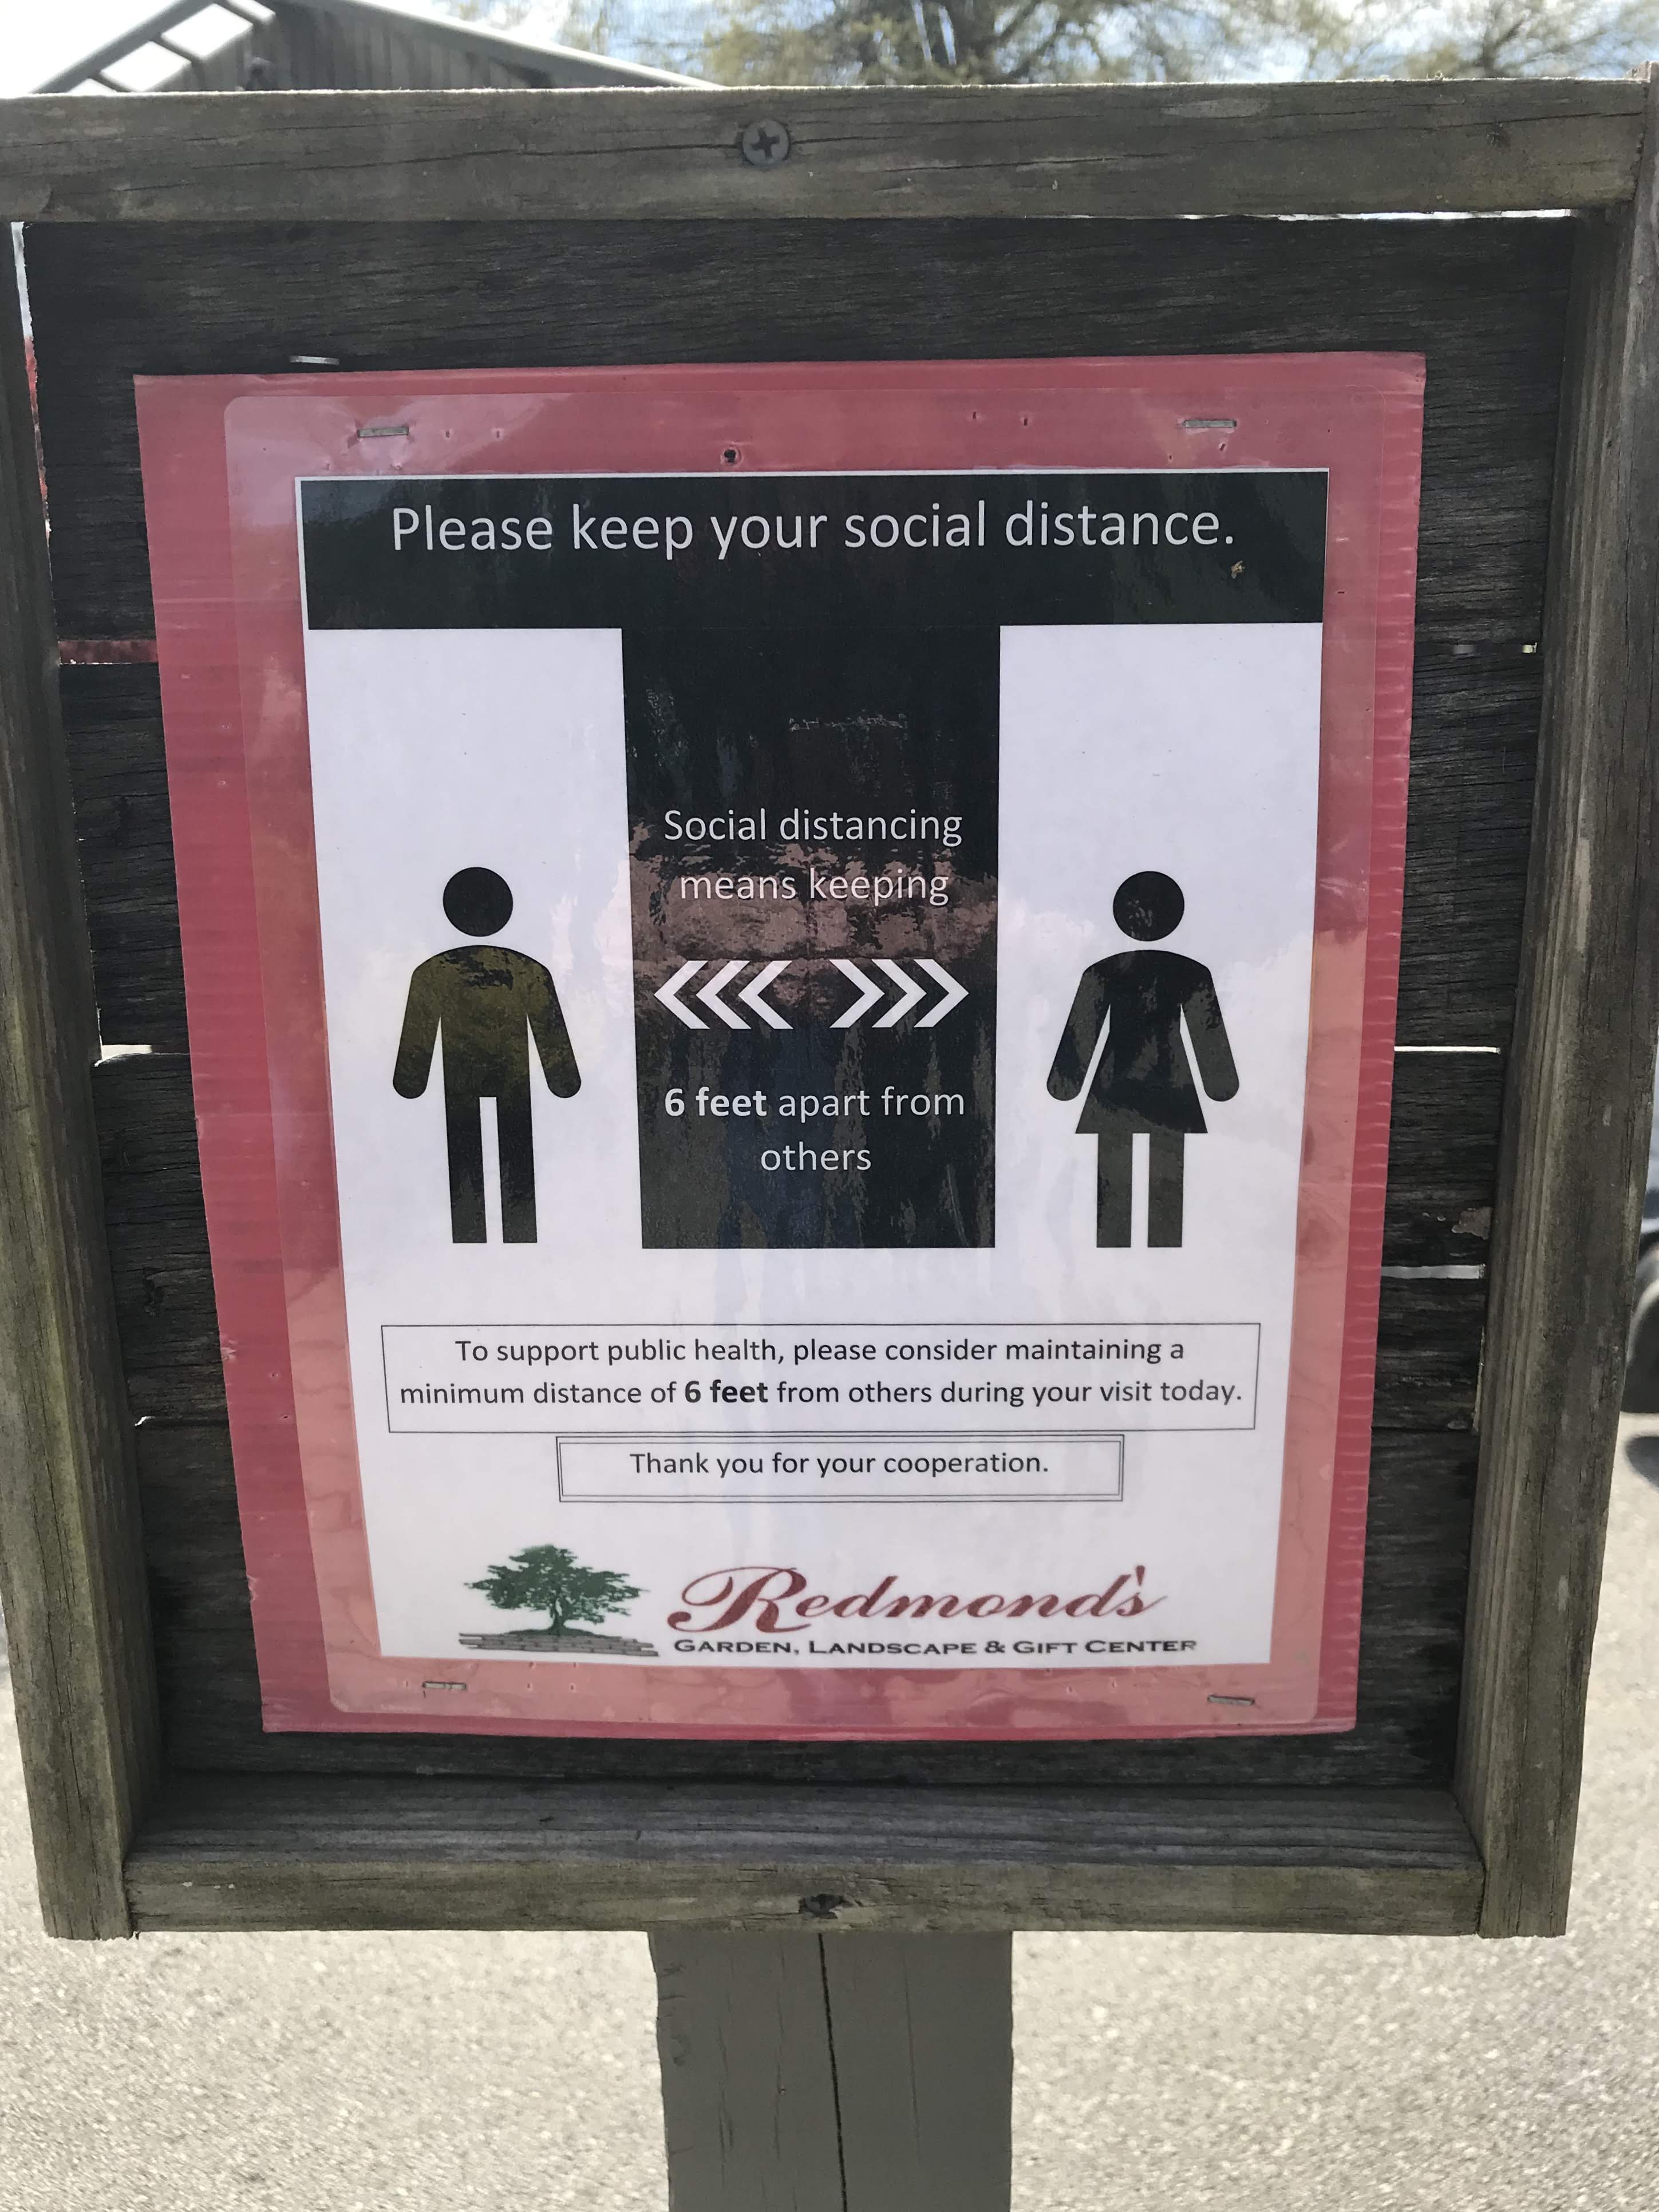 Please keep your social distance.
Social distancing
means keeping
6 feet apart from
others
To support public health, please consider maintaining a
minimum distance of 6 feet from others during your visit today.
Thank you for your cooperation.
Redmond's
GARDEN, LANDSCAPE & GIFT CENTER